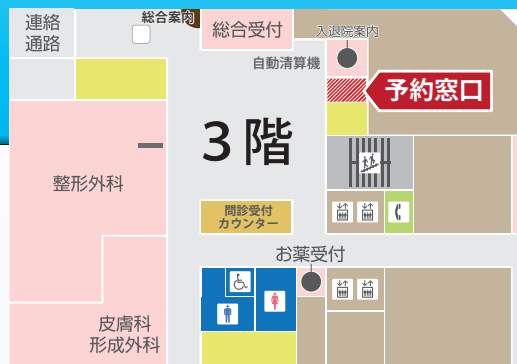 連絡
通路
総合案内
総合受付
入退院案内
自動清算機
予約窓口
3階
整形外科
問診受付
カウンター
お薬受付
皮膚科
形成外科